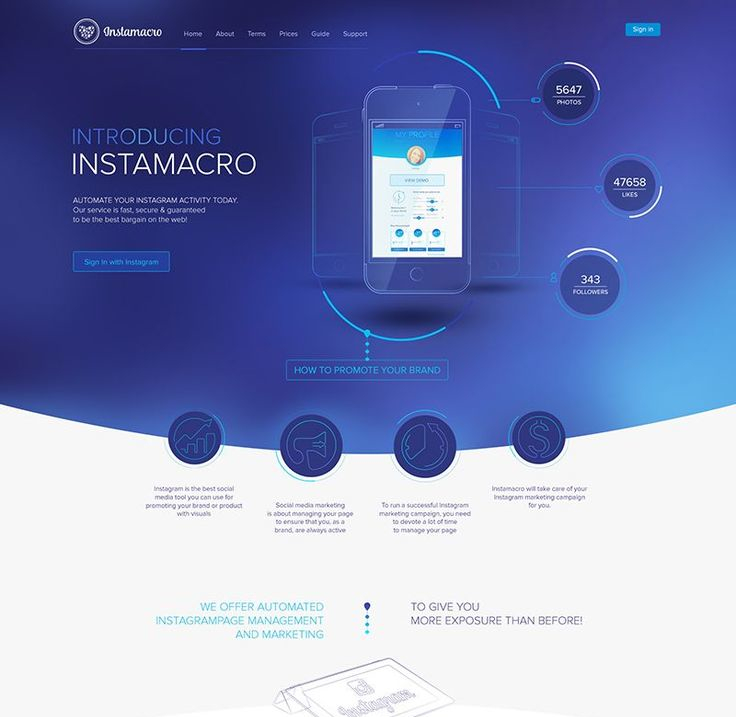 Instamacro
Home
About
Terms
Prices
Guide
Support
Sign in
INTRODUCING
INSTAMACRO
AUTOMATE YOUR INSTAGRAM ACTIVITY TODAY.
Our service is fast, secure & guaranteed
to be the best bargain on the web!
Sign In with Instagram
MY PROFILE
VIEW DEMO
5647
PHOTOS
47658
LIKES
343
FOLLOWERS
HOW TO PROMOTE YOUR BRAND
Instagram is the best social
media tool you can use for
promoting your brand or product
with visuals
Social media marketing
is about managing your page
to ensure that you, as a
brand, are always active
To run a successful Instagram
marketing campaign, you need
to devote a lot of time
to manage your page
Instamacro will take care of your
Instagram marketing campaign
for you.
WE OFFER AUTOMATED
INSTAGRAMPAGE MANAGEMENT
AND MARKETING
TO GIVE YOU
MORE EXPOSURE THAN BEFORE!
Instagram